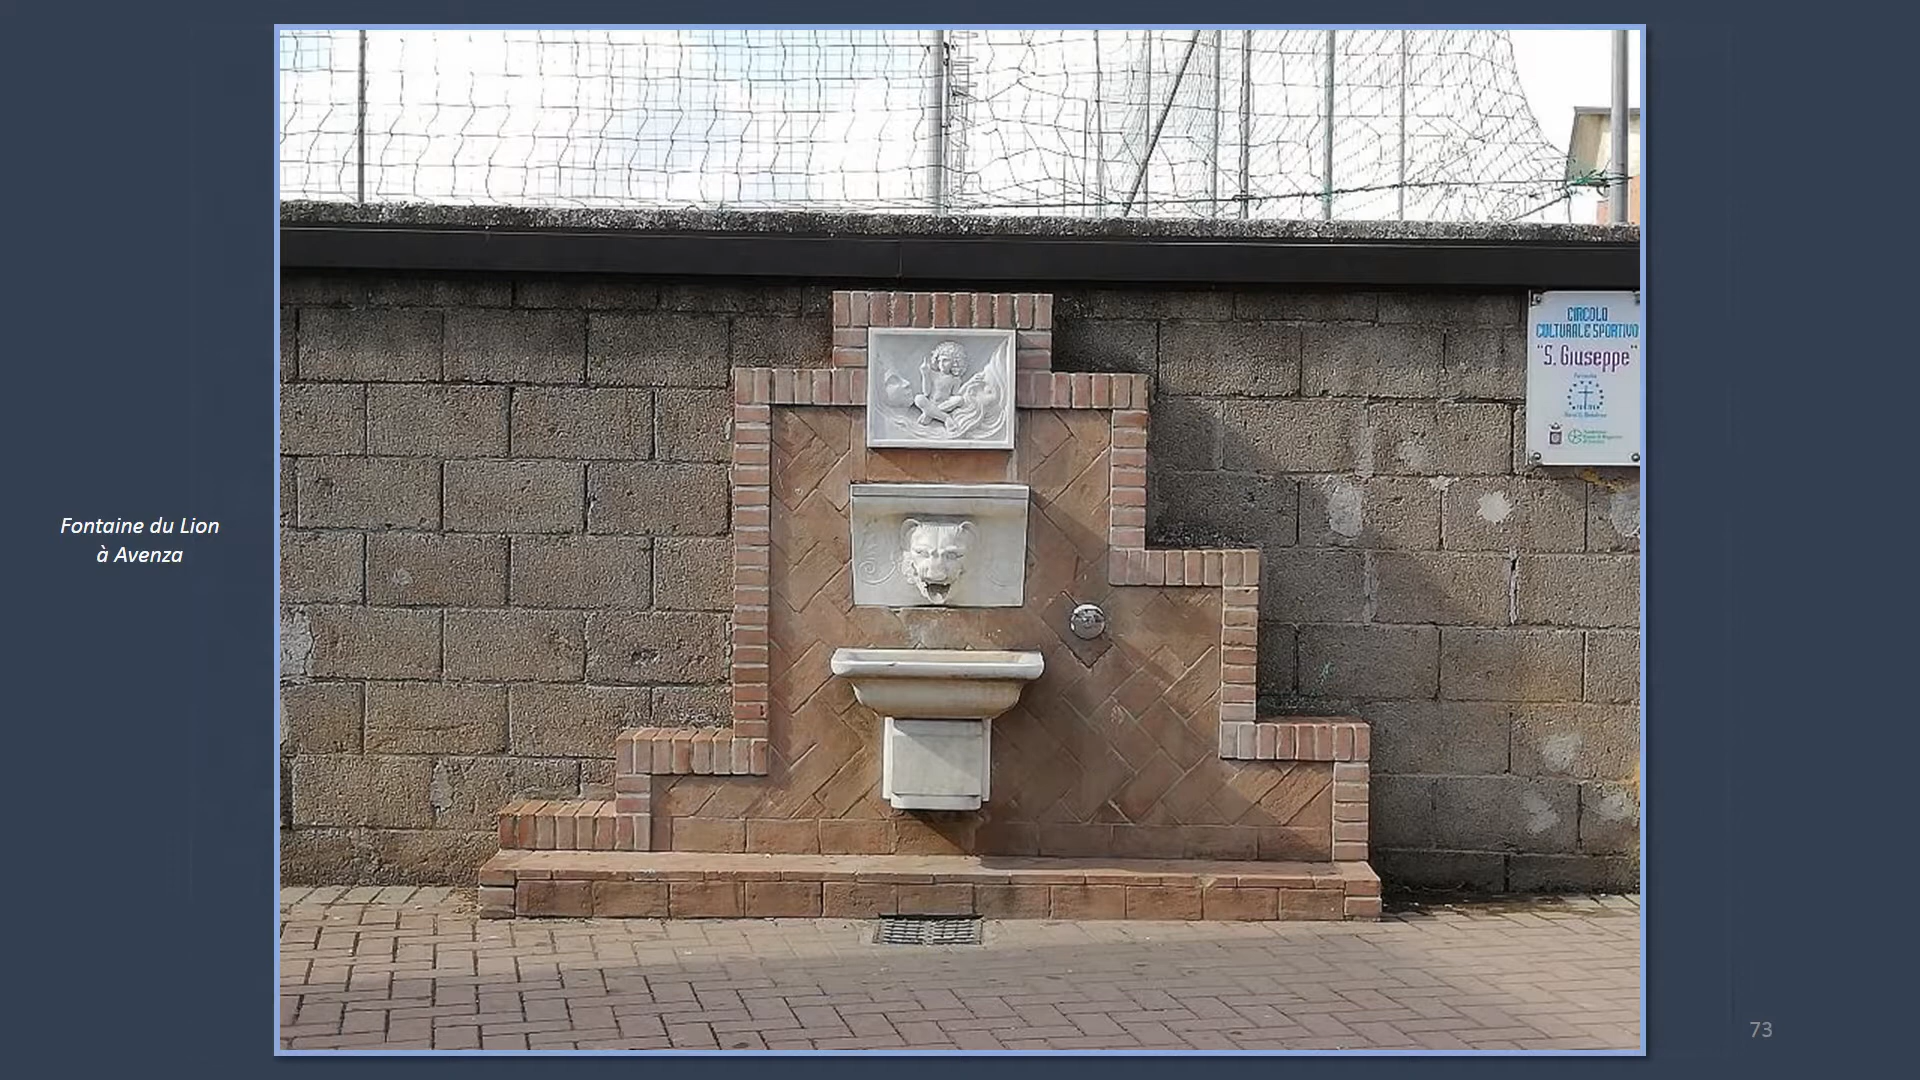 Fontaine du Lion
à Avenza
CIRCOLO
CULTURALE SPORTIVO
"S. Giuseppe"
73